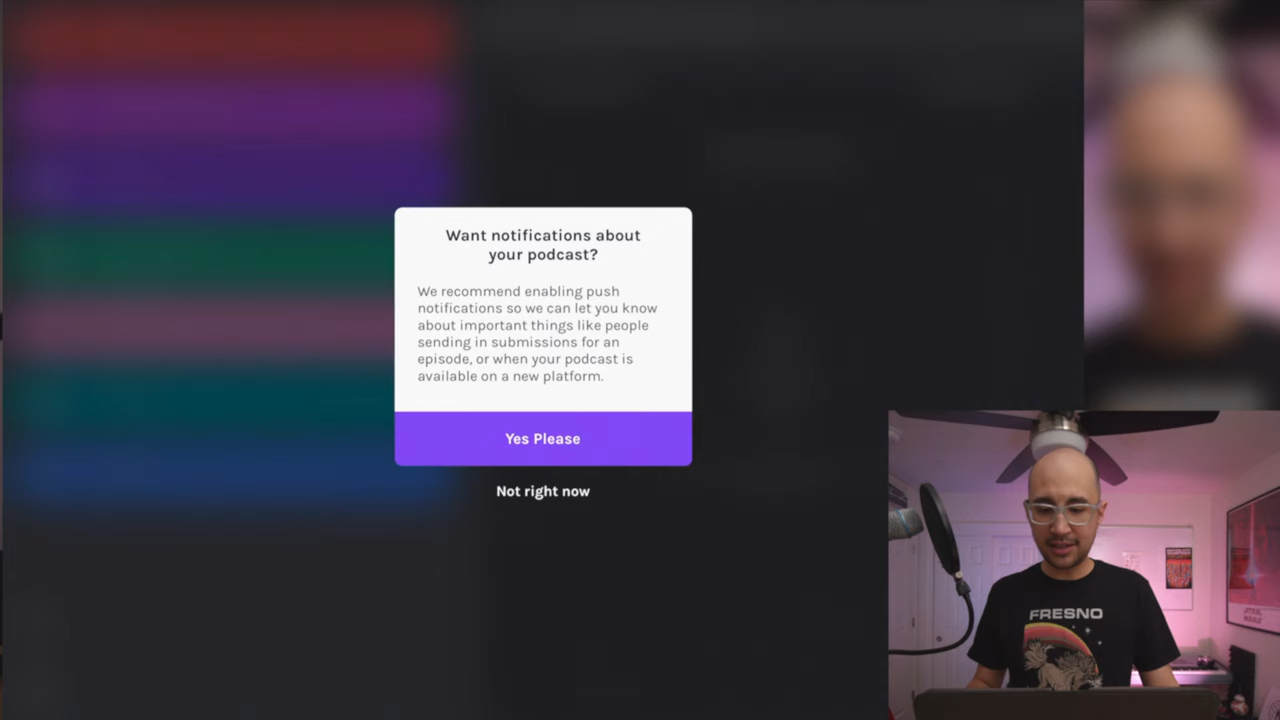 Want notifications about
your podcast?
We recommend enabling push
notifications so we can let you know
about important things like people
sending in submissions for an
episode, or when your podcast is
available on a new platform.
Yes Please
Not right now
FRESNO
STAR
WARS